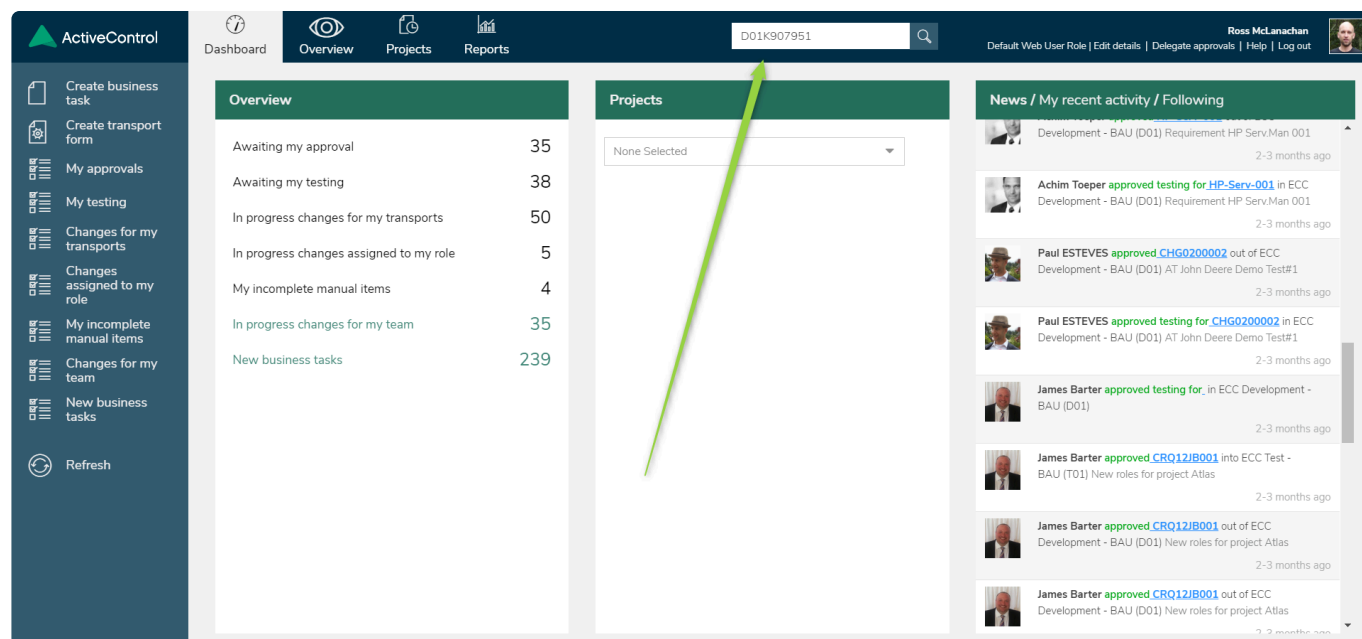 ActiveControl
Dashboard
Overview
Projects
Reports
D01K907951
Ross McLanachan
Default Web User Role | Edit details | Delegate approvals | Help | Log out
Create business
task
Create transport
form
My approvals
My testing
Changes for my
transports
Changes
assigned to my
role
My incomplete
manual items
Changes for my
team
New business
tasks
Refresh
Overview
Awaiting my approval 35
Awaiting my testing 38
In progress changes for my transports 50
In progress changes assigned to my role 5
My incomplete manual items 4
In progress changes for my team 35
New business tasks 239
Projects
None Selected
News / My recent activity / Following
Development - BAU (D01) Requirement HP Serv.Man 001
2-3 months ago
Achim Toeper approved testing for HP-Serv-001 in ECC
Development - BAU (D01) Requirement HP Serv.Man 001
2-3 months ago
Paul ESTEVES approved CHG0200002 out of ECC
Development - BAU (D01) AT John Deere Demo Test#1
2-3 months ago
Paul ESTEVES approved testing for CHG0200002 in ECC
Development - BAU (D01) AT John Deere Demo Test#1
2-3 months ago
James Barter approved testing for in ECC Development -
BAU (D01)
2-3 months ago
James Barter approved CRQ12JB001 into ECC Test -
BAU (T01) New roles for project Atlas
2-3 months ago
James Barter approved CRQ12JB001 out of ECC
Development - BAU (D01) New roles for project Atlas
2-3 months ago
James Barter approved CRQ12JB001 out of ECC
Development - BAU (D01) New roles for project Atlas
2-3 months ago